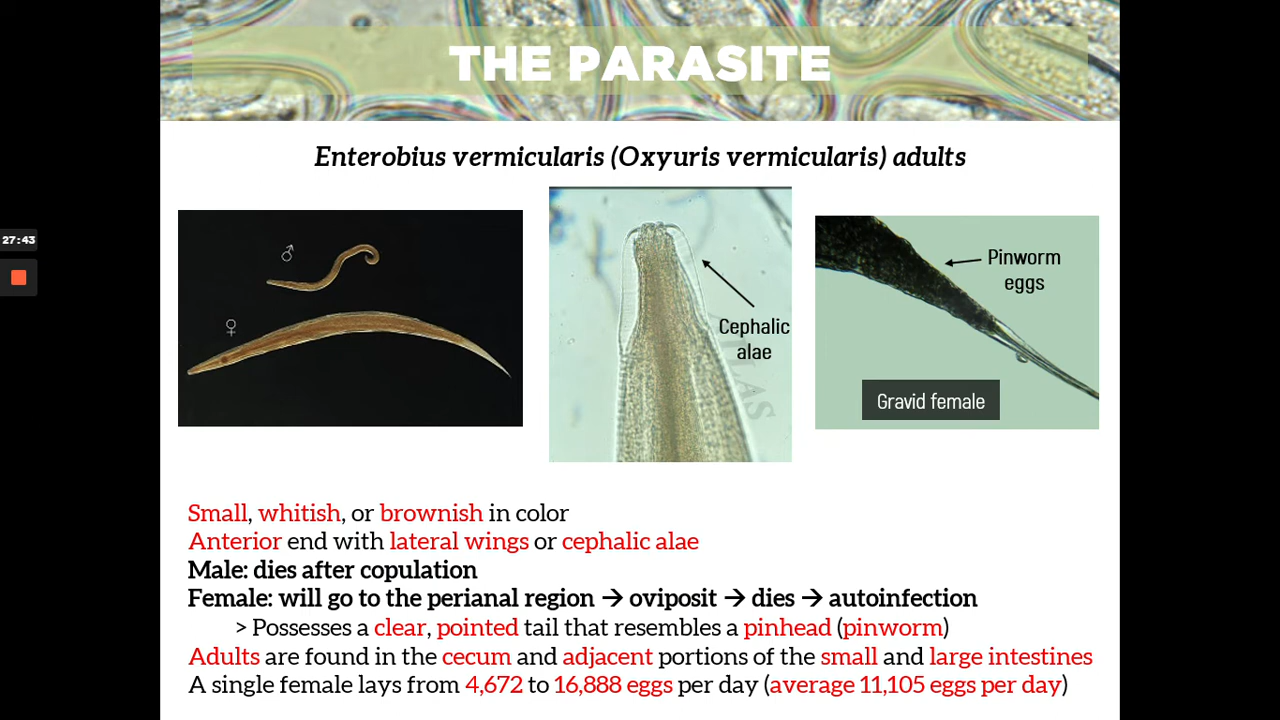 THE PARASITE
Enterobius vermicularis (Oxyuris vermicularis) adults
27:43
♂
♀
Cephalic
alae
Pinworm
eggs
Gravid female
Small, whitish, or brownish in color
Anterior end with lateral wings or cephalic alae
Male: dies after copulation
Female: will go to the perianal region → oviposit → dies → autoinfection
> Possesses a clear, pointed tail that resembles a pinhead (pinworm)
Adults are found in the cecum and adjacent portions of the small and large intestines
A single female lays from 4,672 to 16,888 eggs per day (average 11,105 eggs per day)